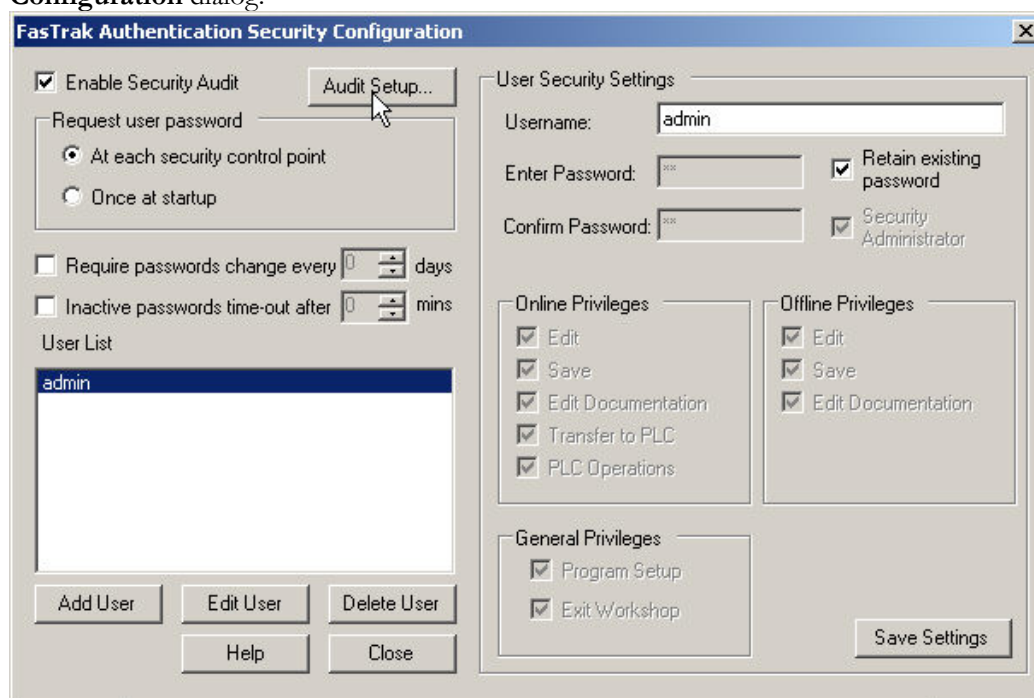 Configuration dialog.
FasTrak Authentication Security Configuration
Enable Security Audit
Audit Setup...
Request user password
At each security control point
Once at startup
Require passwords change every 0 days
Inactive passwords time-out after 0 mins
User List
admin
Add User Edit User Delete User
Help Close
User Security Settings
Username: admin
Enter Password: ** Retain existing
password
Confirm Password: ** Security
Administrator
Online Privileges
Edit
Save
Edit Documentation
Transfer to PLC
PLC Operations
Offline Privileges
Edit
Save
Edit Documentation
General Privileges
Program Setup
Exit Workshop
Save Settings